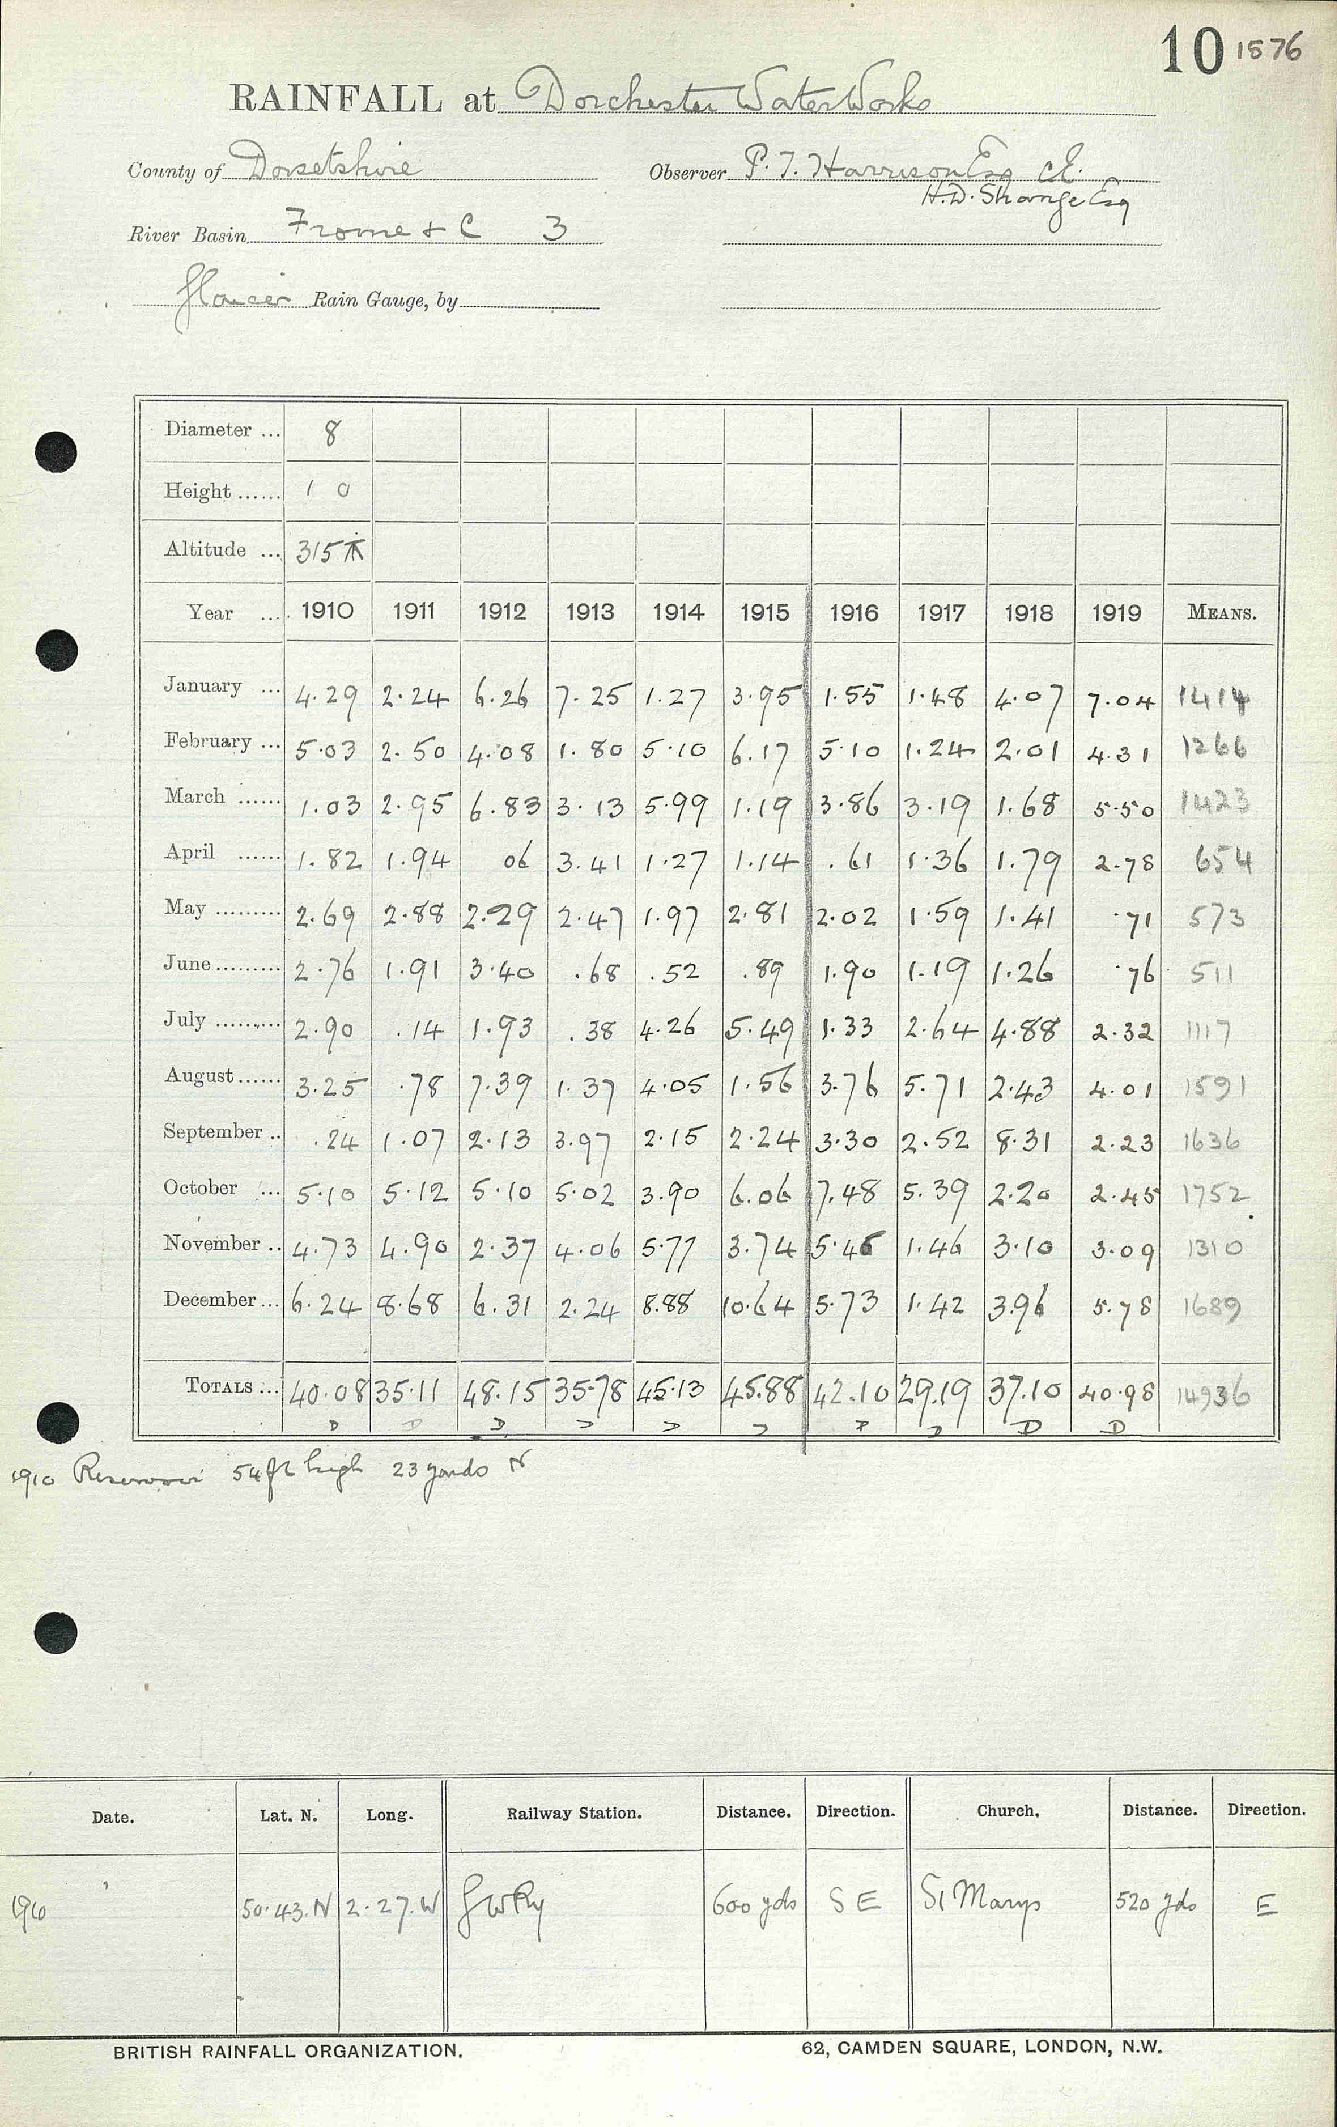 10 1576
RAINFALL at Dorchester Water Works
County of Dorsetshire Observer P. T. Harrison Esq CE.
H.D. Strange Esq
River Basin Frome & C 3
Rain Gauge, by
Diameter ... 8
Height ...... 1 0
Altitude ... 315
Year ... 1910 1911 1912 1913 1914 1915 1916 1917 1918 1919 MEANS.
January ... 4.29 2.24 6.26 7.25 1.27 3.95 1.55 1.48 4.07 7.04 1414
February ... 5.03 2.50 4.08 1.80 5.10 6.17 5.10 1.24 2.01 4.31 1266
March ...... 1.03 2.95 6.83 3.13 5.99 1.19 3.86 3.19 1.68 5.50 1423
April ...... 1.82 1.94 06 3.41 1.27 1.14 .61 1.36 1.79 2.78 654
May ......... 2.69 2.88 2.29 2.47 1.97 2.81 2.02 1.59 1.41 .71 573
June ......... 2.76 1.91 3.40 .68 .52 .89 1.90 1.19 1.26 .76 511
July ......... 2.90 .14 1.93 .38 4.26 5.49 1.33 2.64 4.88 2.32 1117
August ...... 3.25 .78 7.39 1.37 4.05 1.56 3.76 5.71 2.43 4.01 1591
September .. .24 1.07 2.13 3.97 2.15 2.24 3.30 2.52 8.31 2.23 1636
October ... 5.10 5.12 5.10 5.02 3.90 6.06 7.48 5.39 2.20 2.45 1752
November .. 4.73 4.90 2.37 4.06 5.77 3.74 5.46 1.46 3.10 3.09 1310
December ... 6.24 8.68 6.31 2.24 8.88 10.64 5.73 1.42 3.96 5.78 1689
TOTALS ... 40.08 35.11 48.15 35.78 45.13 45.88 42.10 29.19 37.10 40.98 14936
D D D D D D D D D D
1910 Reservoir 54 ft high 23 yards N
Date. Lat. N. Long. Railway Station. Distance. Direction. Church. Distance. Direction.
1910 50.43.N 2.27.W GWRy 600 yds S E St Marys 520 yds E
BRITISH RAINFALL ORGANIZATION. 62, CAMDEN SQUARE, LONDON, N.W.